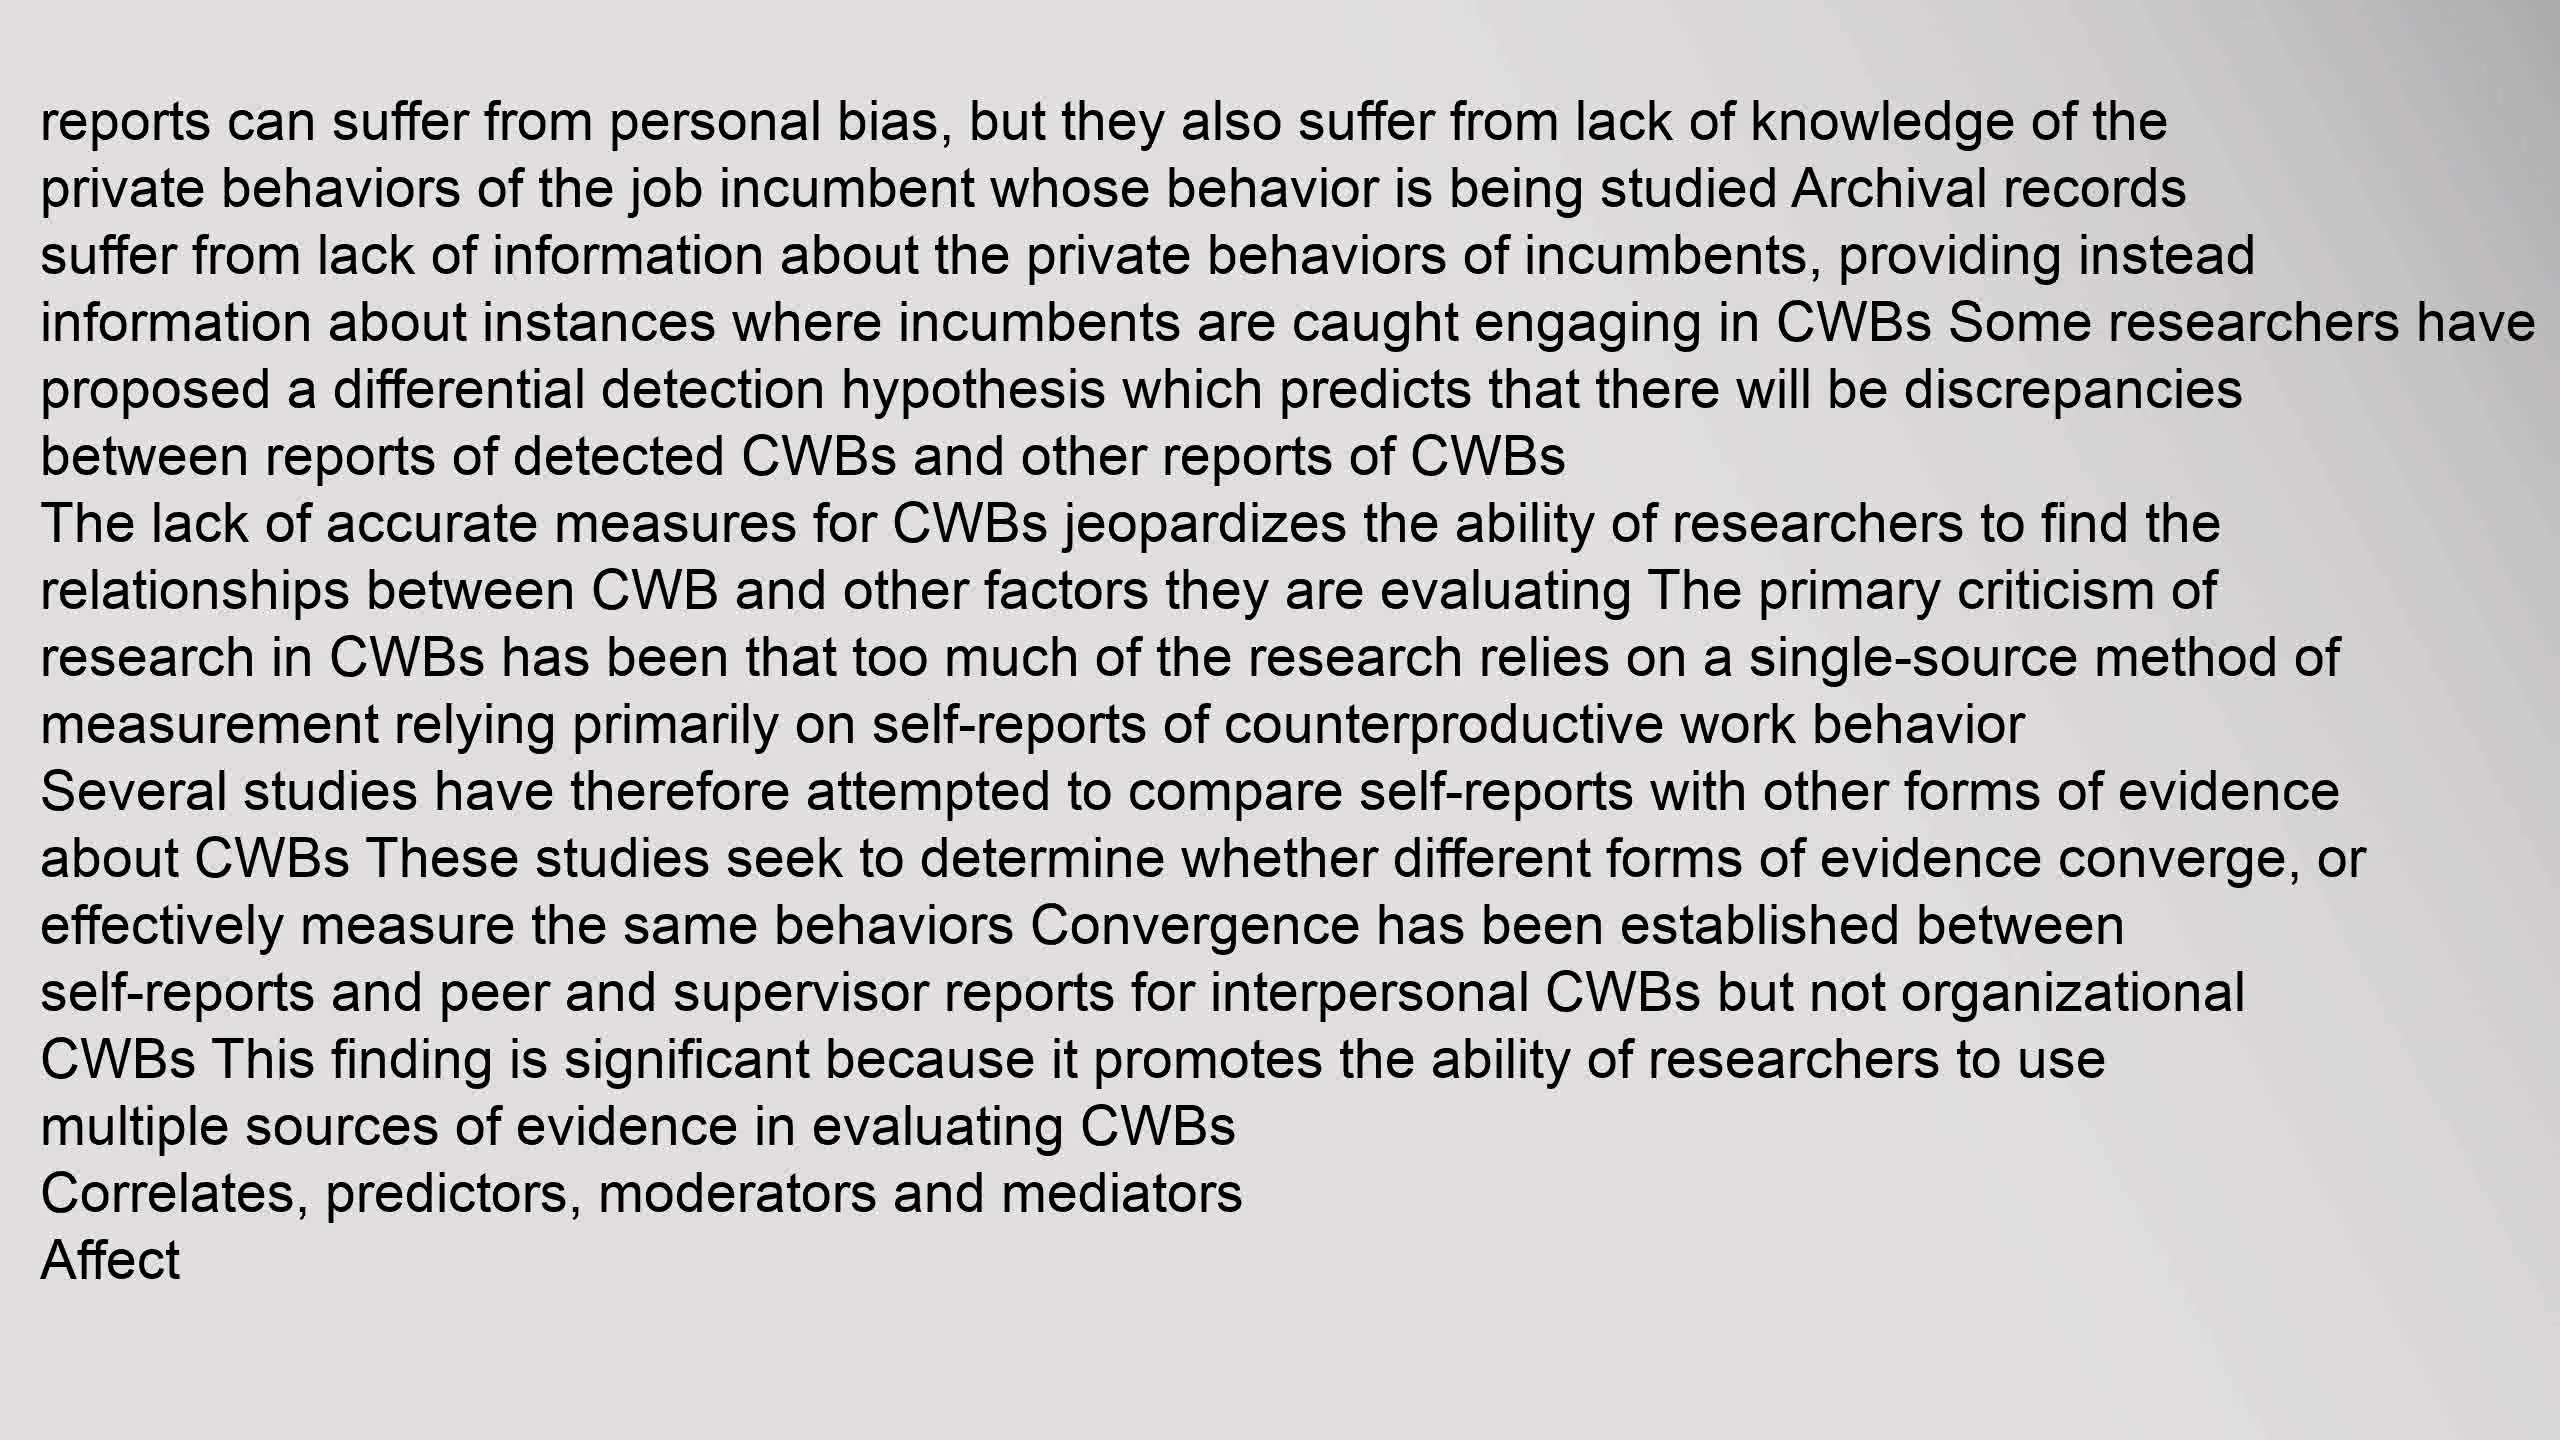 reports can suffer from personal bias, but they also suffer from lack of knowledge of the
private behaviors of the job incumbent whose behavior is being studied Archival records
suffer from lack of information about the private behaviors of incumbents, providing instead
information about instances where incumbents are caught engaging in CWBs Some researchers have
proposed a differential detection hypothesis which predicts that there will be discrepancies
between reports of detected CWBs and other reports of CWBs
The lack of accurate measures for CWBs jeopardizes the ability of researchers to find the
relationships between CWB and other factors they are evaluating The primary criticism of
research in CWBs has been that too much of the research relies on a single-source method of
measurement relying primarily on self-reports of counterproductive work behavior
Several studies have therefore attempted to compare self-reports with other forms of evidence
about CWBs These studies seek to determine whether different forms of evidence converge, or
effectively measure the same behaviors Convergence has been established between
self-reports and peer and supervisor reports for interpersonal CWBs but not organizational
CWBs This finding is significant because it promotes the ability of researchers to use
multiple sources of evidence in evaluating CWBs
Correlates, predictors, moderators and mediators
Affect